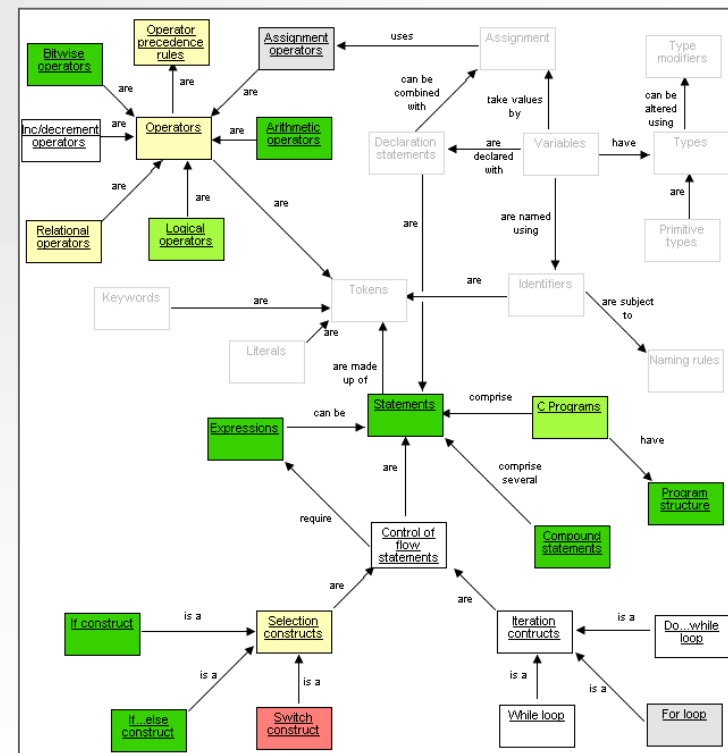 Operator
precedence
rules
Bitwise
operators
Assignment
operators
uses
Assignment
Type
modifiers
are
are
are
can be
combined
with
take values
by
can be
altered
using
Inc/decrement
operators
are
Operators
are
Arithmetic
operators
Declaration
statements
are
declared
with
Variables
have
Types
are
are
are
are
are named
using
are
Relational
operators
Logical
operators
Primitive
types
Keywords
are
Tokens
are
Identifiers
are subject
to
Literals
are
are made
up of
Naming rules
Expressions
can be
Statements
comprise
C Programs
have
are
comprise
several
Program
structure
require
Control of
flow
statements
Compound
statements
are
are
If construct
is a
Selection
constructs
Iteration
contructs
is a
Do...while
loop
is a
is a
is a
is a
If...else
construct
Switch
construct
While loop
For loop